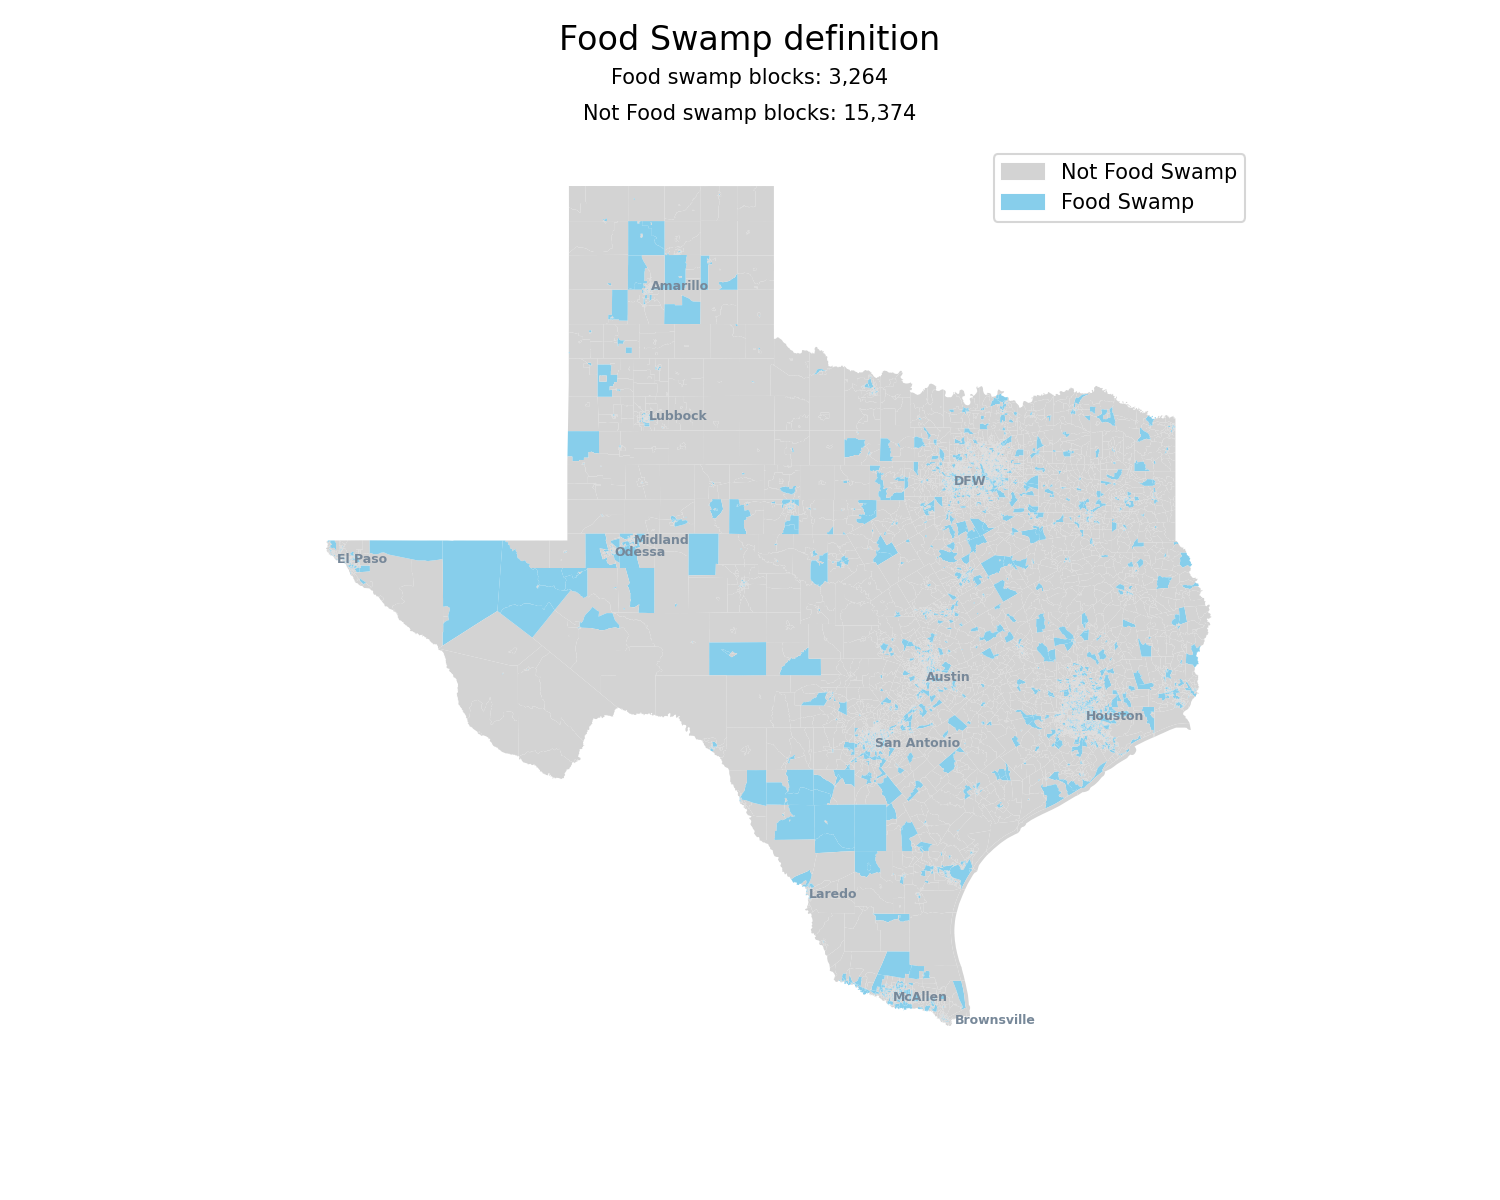 Food Swamp definition
Food swamp blocks: 3,264
Not Food swamp blocks: 15,374
Not Food Swamp
Food Swamp
Amarillo
Lubbock
DFW
Midland
Odessa
El Paso
Austin
Houston
San Antonio
Laredo
McAllen
Brownsville